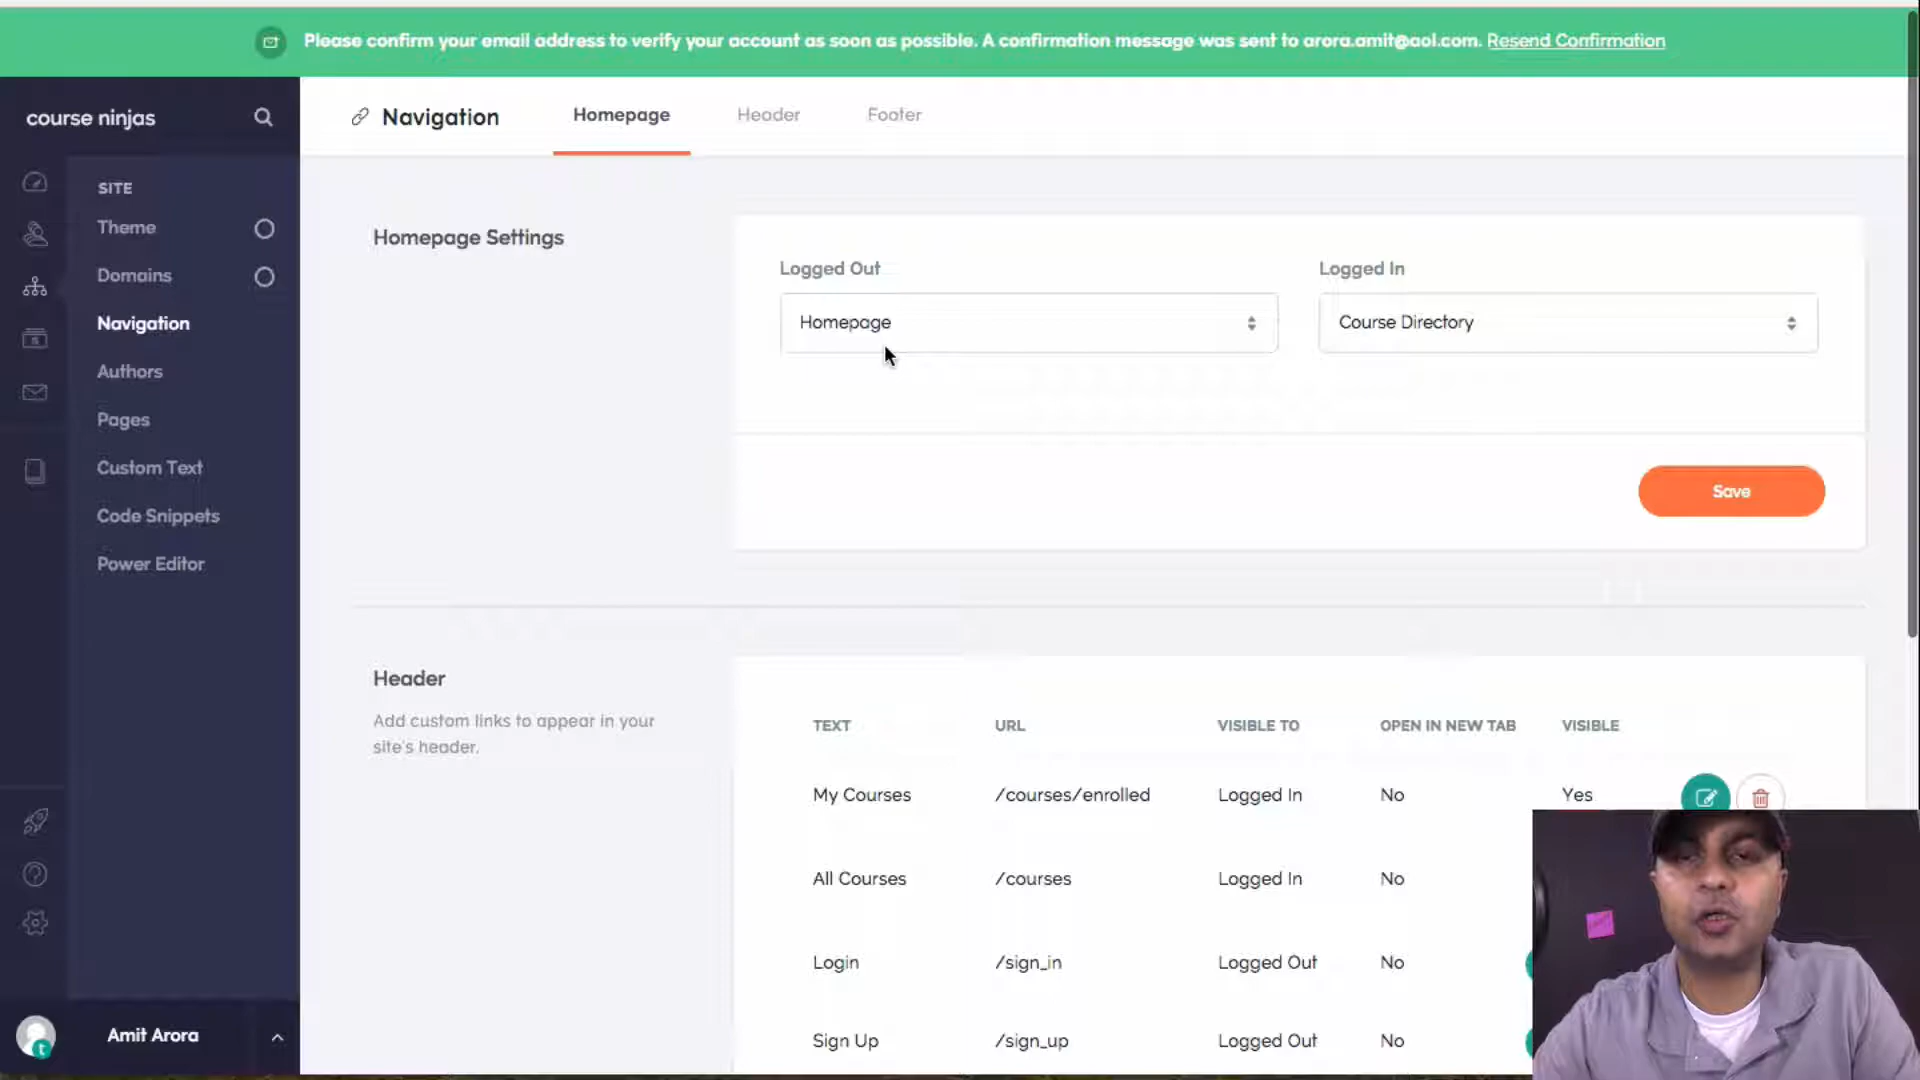 Please confirm your email address to verify your account as soon as possible. A confirmation message was sent to arora.amit@aol.com. Resend Confirmation
course ninjas
Navigation
Homepage
Header
Footer
SITE
Theme
Domains
Navigation
Authors
Pages
Custom Text
Code Snippets
Power Editor
Amit Arora
Homepage Settings
Logged Out
Logged In
Homepage
Course Directory
Save
Header
Add custom links to appear in your
site's header.
TEXT URL VISIBLE TO OPEN IN NEW TAB VISIBLE
My Courses /courses/enrolled Logged In No Yes
All Courses /courses Logged In No
Login /sign_in Logged Out No
Sign Up /sign_up Logged Out No